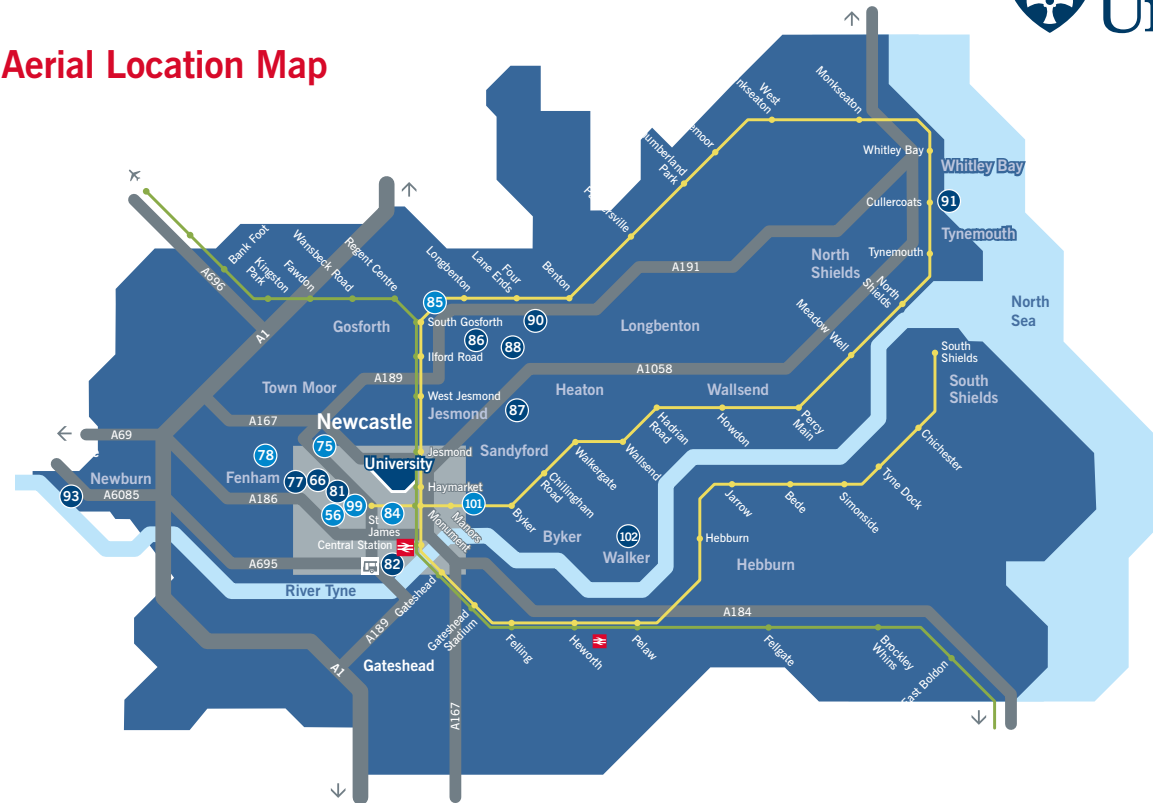 Aerial Location Map
Monkseaton
West
Whitley Bay
Whitley Bay
Cullercoats
91
Tynemouth
Tynemouth
Park
Bank Foot
Kingston
Park
Fawdon
Wansbeck Road
Regent Centre
Longbenton
Four
Lane Ends
Benton
A696
A1
A191
North
Shields
North
Shields
North
Sea
85
South Gosforth
Gosforth
90
86
88
Longbenton
Ilford Road
Meadow Well
South
Shields
South
Shields
A189
A1058
Town Moor
West Jesmond
Jesmond
Heaton
Wallsend
87
A167
Newcastle
Hadrian
Road
Howdon
Percy
Main
A69
78
75
Jesmond
Sandyford
University
Walkergate
Wallsend
Chichester
Newburn
Fenham
77
66
81
Haymarket
Chillingham
Road
Tyne Dock
93
A6085
A186
56
99
84
101
St
James
Monument
Manors
Byker
Byker
Jarrow
Bede
Simonside
102
Walker
Central Station
Hebburn
Hebburn
A695
82
River Tyne
Gateshead
Gateshead
Stadium
A189
A184
Felling
Heworth
Pelaw
Fellgate
Brockley
Whins
East Boldon
A1
Gateshead
A167